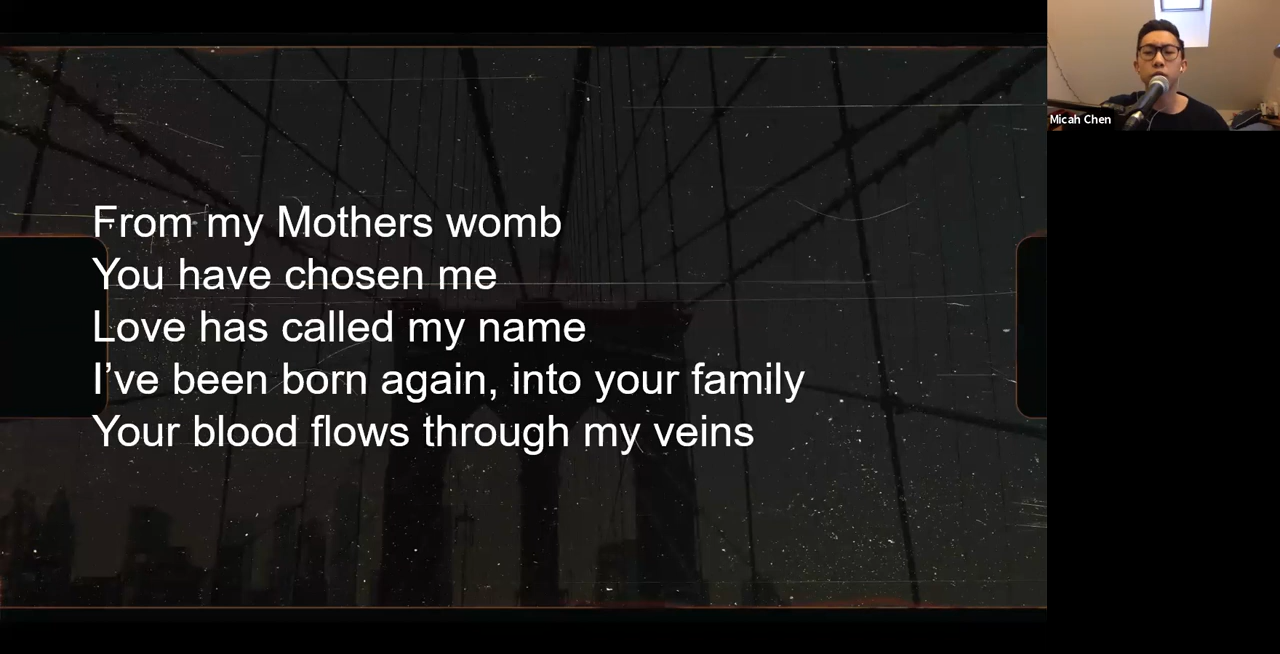 From my Mothers womb
You have chosen me
Love has called my name
I’ve been born again, into your family
Your blood flows through my veins
Micah Chen